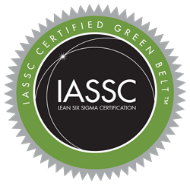 IASSC CERTIFIED GREEN BELT™
IASSC
LEAN SIX SIGMA CERTIFICATION